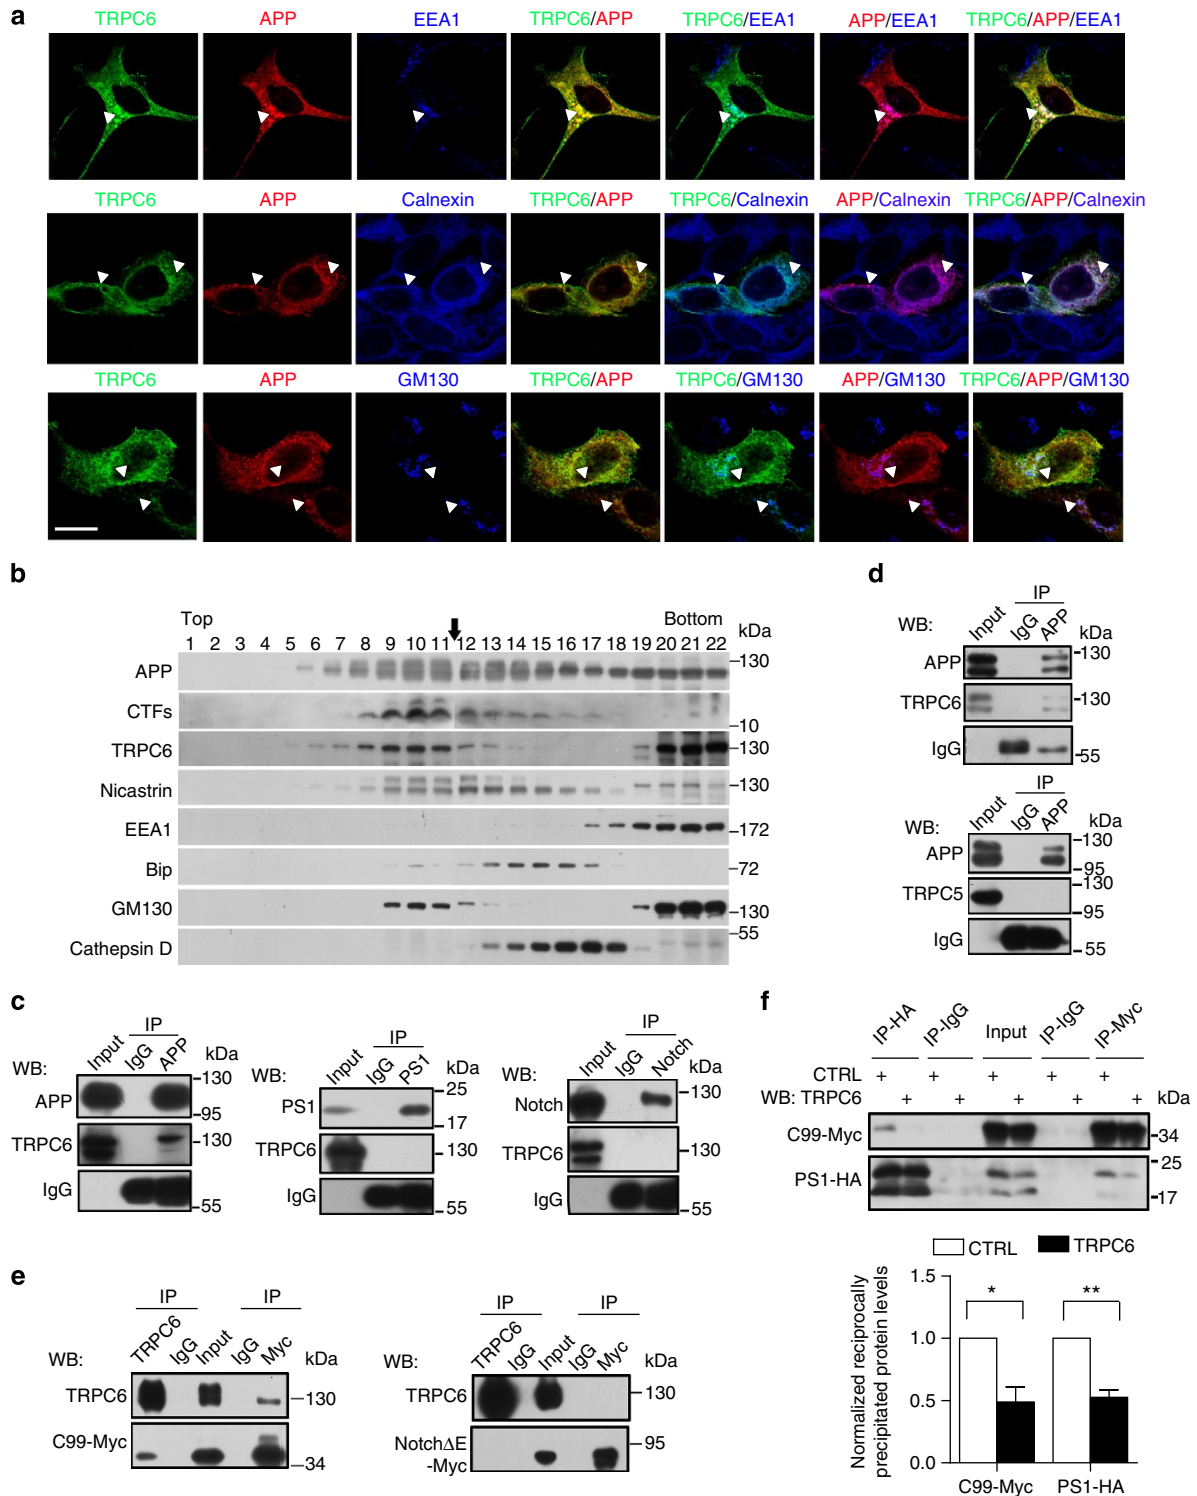 a
TRPC6 APP EEA1 TRPC6/APP TRPC6/EEA1 APP/EEA1 TRPC6/APP/EEA1
TRPC6 APP Calnexin TRPC6/APP TRPC6/Calnexin APP/Calnexin TRPC6/APP/Calnexin
TRPC6 APP GM130 TRPC6/APP TRPC6/GM130 APP/GM130 TRPC6/APP/GM130
b
Top Bottom
1 2 3 4 5 6 7 8 9 10 11 12 13 14 15 16 17 18 19 20 21 22 kDa
APP 130
CTFs 10
TRPC6 130
Nicastrin 130
EEA1 172
Bip 72
GM130 130
Cathepsin D 55
d
IP
WB: Input IgG APP kDa
APP 130
TRPC6 130
IgG 55
IP
WB: Input IgG APP kDa
APP 130
95
TRPC5 130
95
IgG 55
c
IP
WB: Input IgG APP kDa
APP 130
95
TRPC6 130
IgG 55
IP
WB: Input IgG PS1 kDa
PS1 25
17
TRPC6 130
IgG 55
IP
WB: Input IgG Notch kDa
Notch 130
TRPC6 130
IgG 55
f
IP-HA IP-IgG Input IP-IgG IP-Myc
CTRL + + + + +
WB: TRPC6 + + + + + kDa
C99-Myc 34
PS1-HA 25
17
CTRL TRPC6
Normalized reciprocally
precipitated protein levels
1.5
1.0
0.5
0.0
* **
C99-Myc PS1-HA
e
IP IP
WB: TRPC6 IgG Input IgG Myc kDa
TRPC6 130
C99-Myc 34
IP IP
WB: TRPC6 IgG Input IgG Myc kDa
TRPC6 130
NotchΔE
-Myc 95